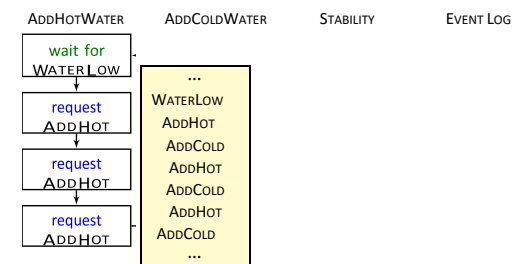 ADDHOTWATER ADDCOLDWATER STABILITY EVENT LOG
wait for
WATERLOW
request
ADDHOT
request
ADDHOT
request
ADDHOT
...
WATERLOW
ADDHOT
ADDCOLD
ADDHOT
ADDCOLD
ADDHOT
ADDCOLD
...